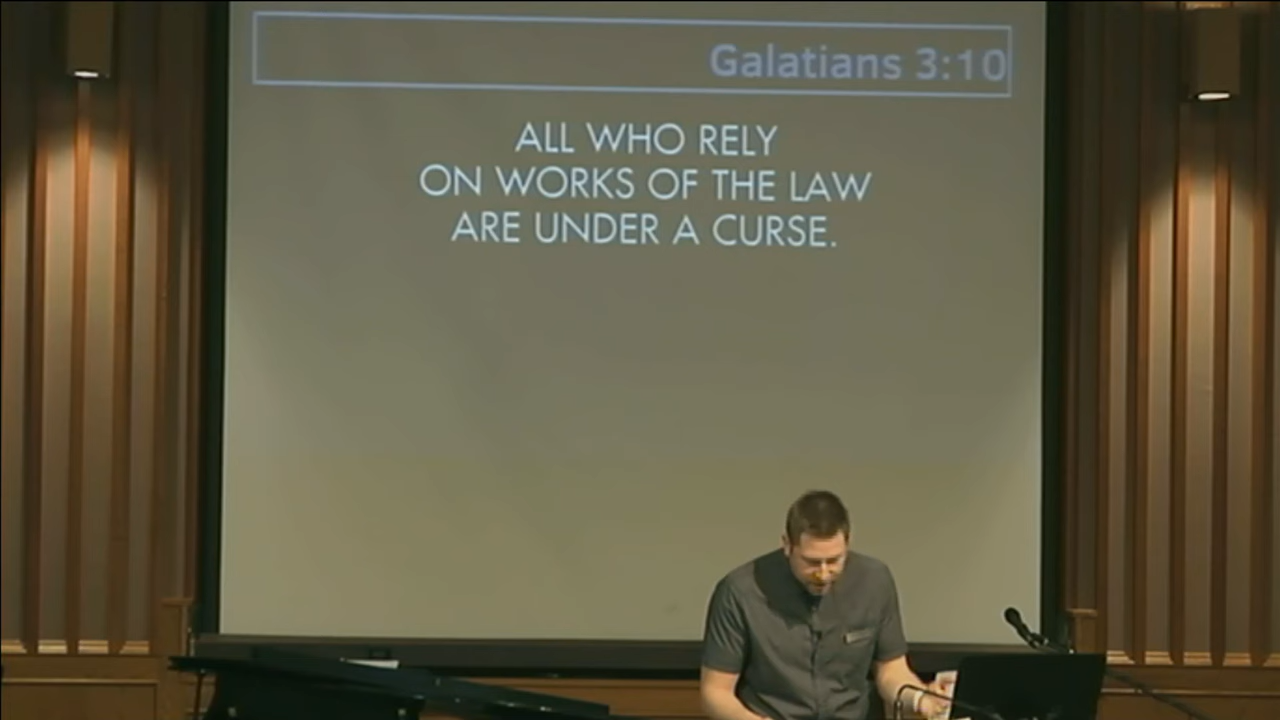 Galatians 3:10
ALL WHO RELY
ON WORKS OF THE LAW
ARE UNDER A CURSE.